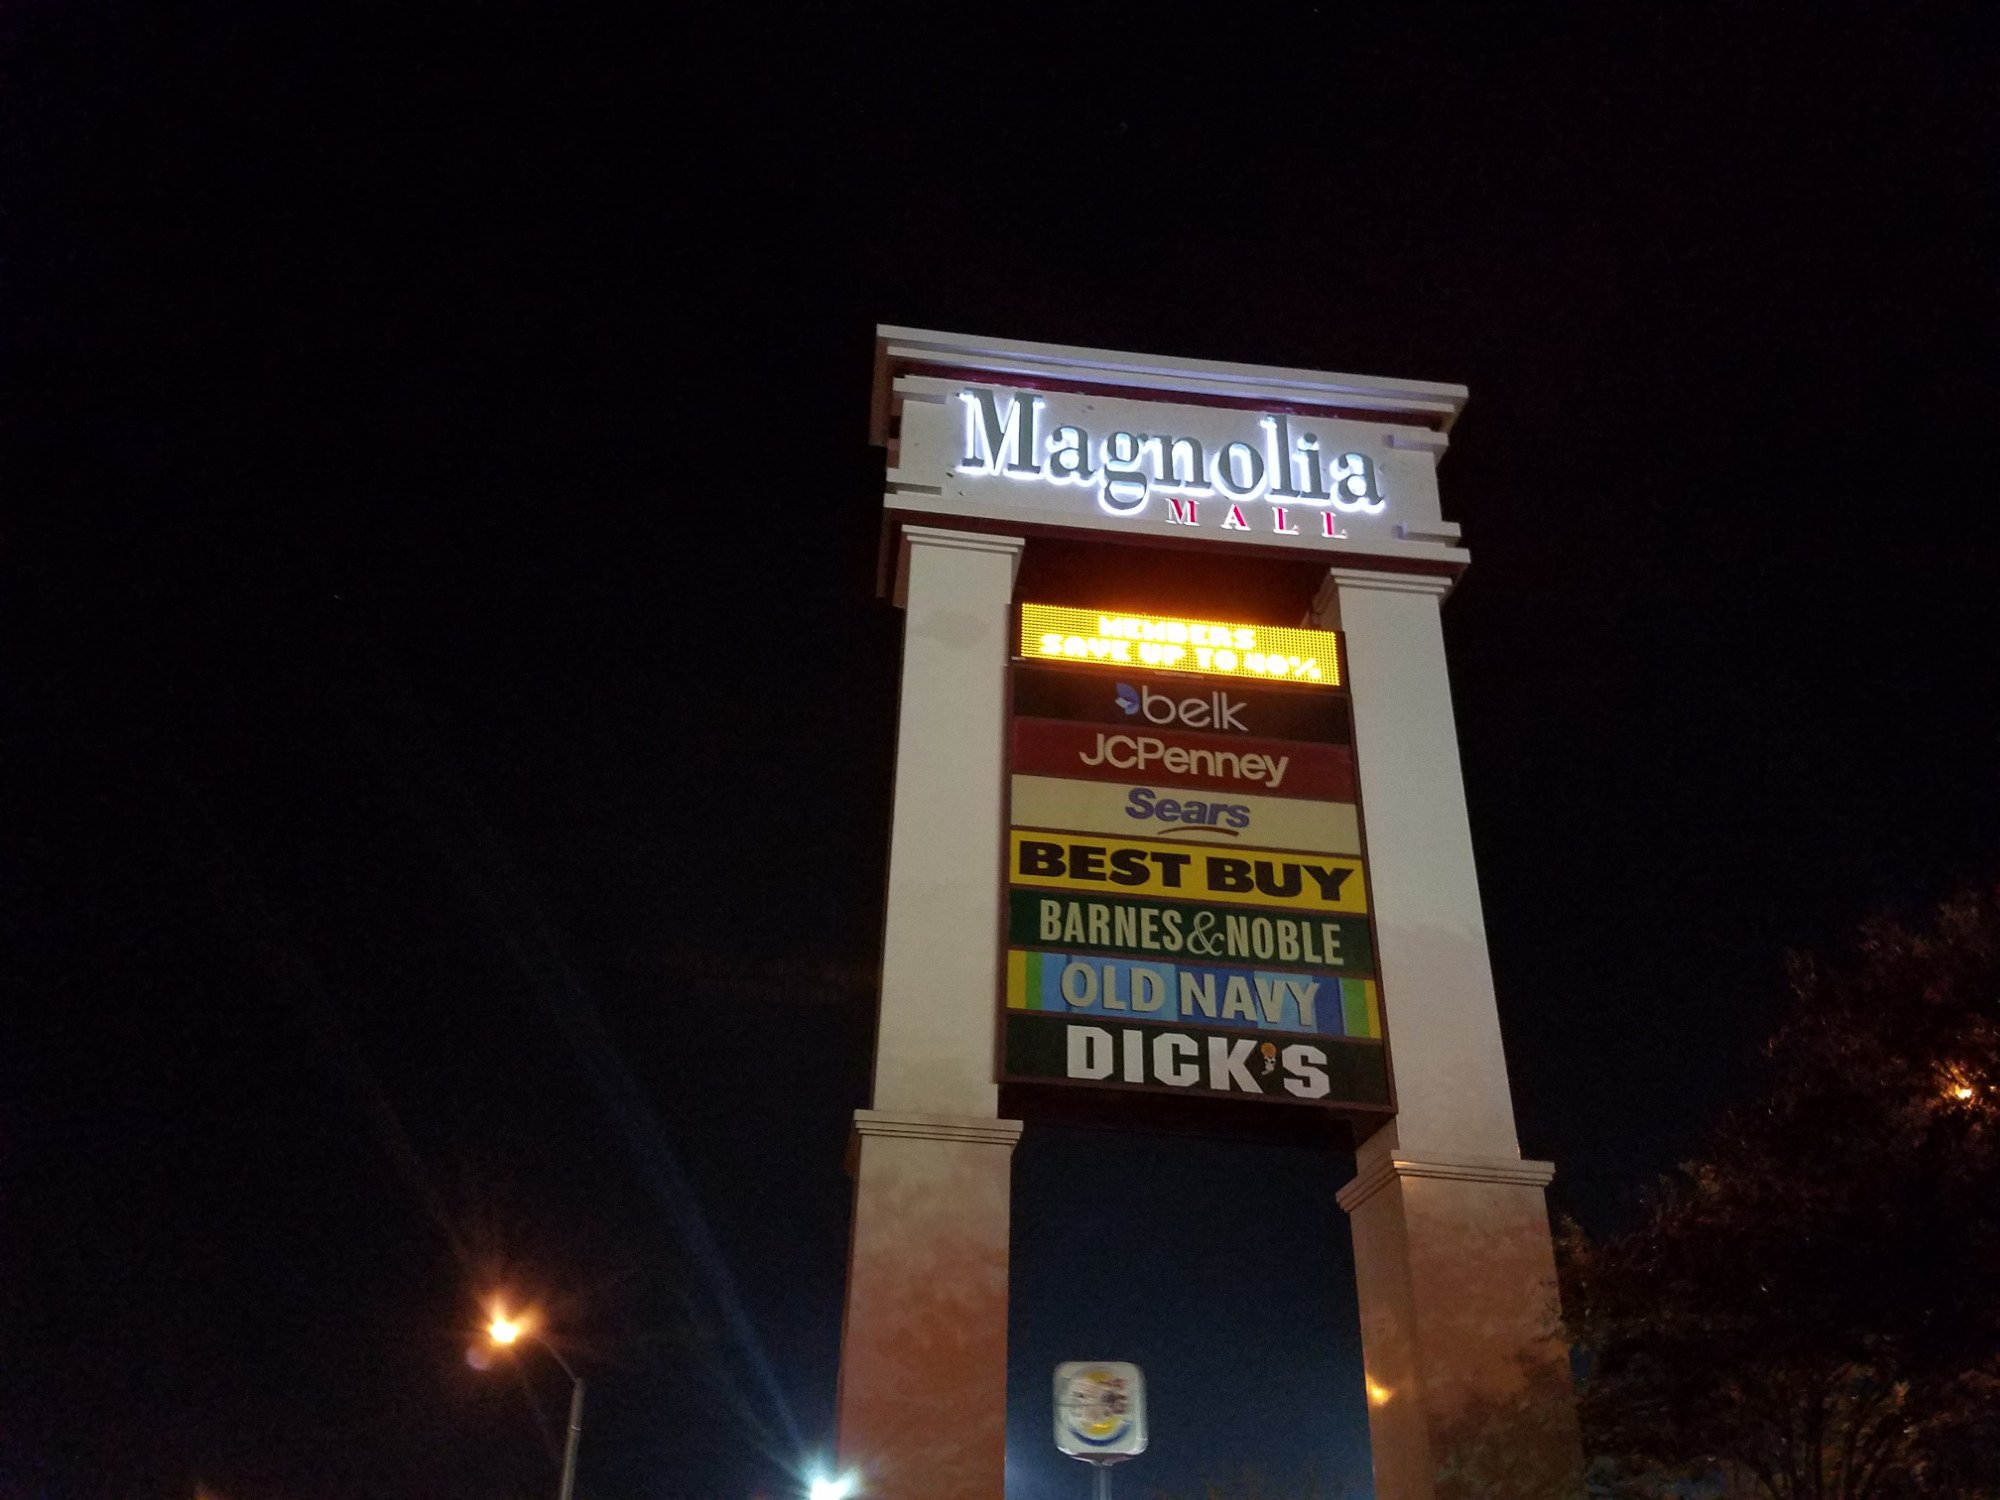 Magnolia
MALL
MEMBERS
SAVE UP TO 40%
belk
JCPenney
Sears
BEST BUY
BARNES & NOBLE
OLD NAVY
DICK'S